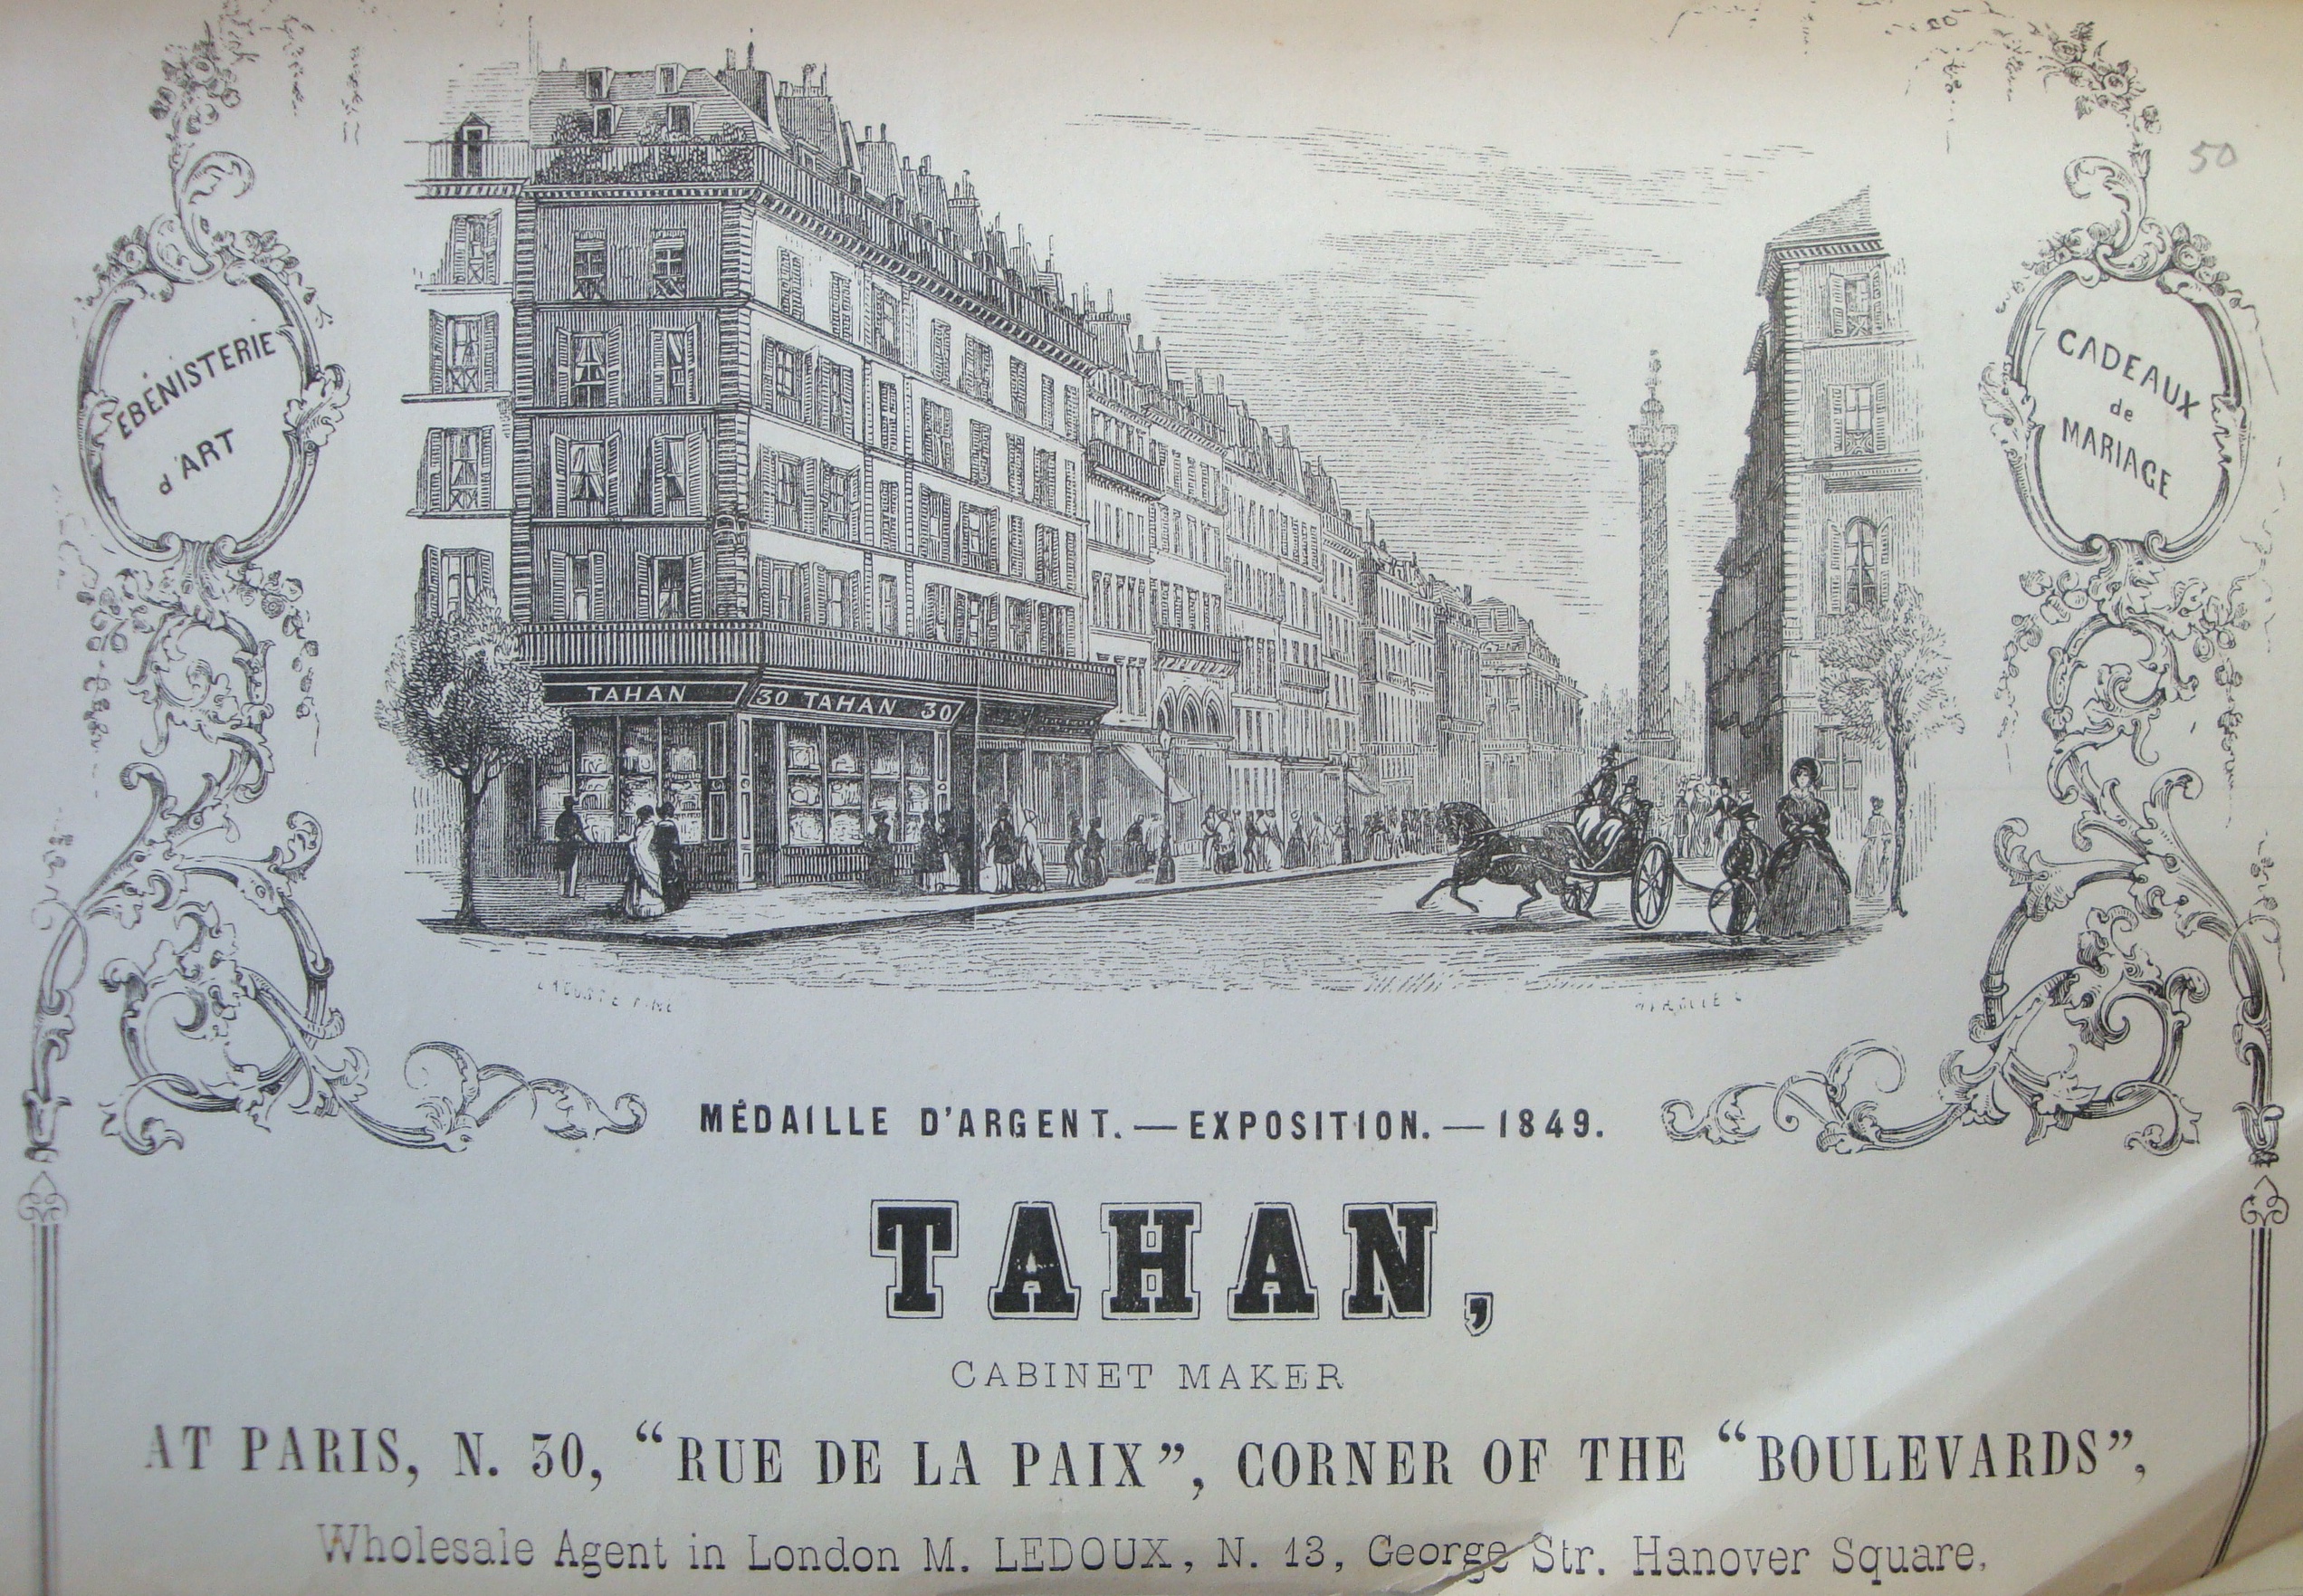 50
ÉBÉNISTERIE
d'ART
CADEAUX
de
MARIAGE
TAHAN
30 TAHAN 30
MÉDAILLE D'ARGENT.—EXPOSITION.—1849.
TAHAN,
CABINET MAKER
AT PARIS, N. 30, “RUE DE LA PAIX”, CORNER OF THE “BOULEVARDS”,
Wholesale Agent in London M. LEDOUX, N. 13, George Str. Hanover Square.